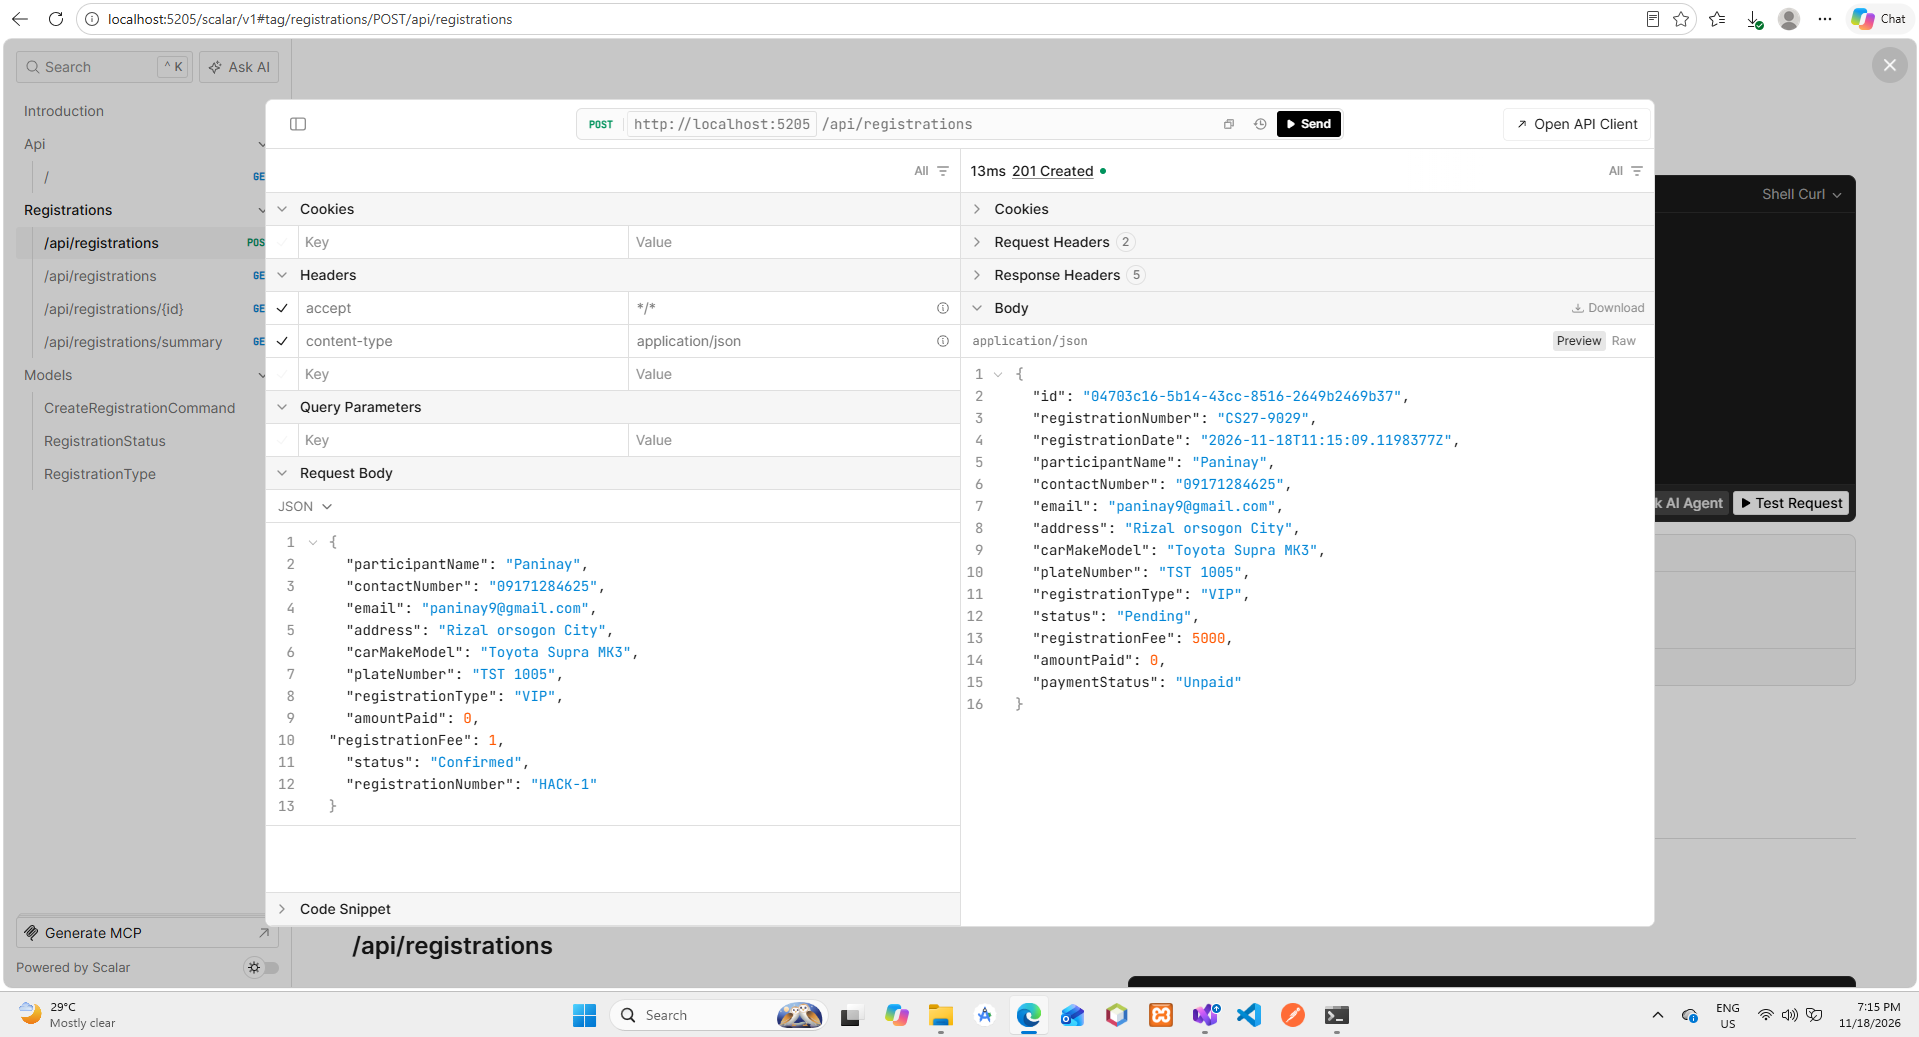 localhost:5205/scalar/v1#tag/registrations/POST/api/registrations
Chat
Search
^ K
Ask AI
Introduction
Api
/
GE
Registrations
/api/registrations
POS
/api/registrations
GE
/api/registrations/{id}
GE
/api/registrations/summary
GE
Models
CreateRegistrationCommand
RegistrationStatus
RegistrationType
Generate MCP
Powered by Scalar
POST
http://localhost:5205
/api/registrations
Send
Open API Client
All
Cookies
Key
Value
Headers
accept
*/*
content-type
application/json
Key
Value
Query Parameters
Key
Value
Request Body
JSON
1 {
2 "participantName": "Paninay",
3 "contactNumber": "09171284625",
4 "email": "paninay9@gmail.com",
5 "address": "Rizal orsogon City",
6 "carMakeModel": "Toyota Supra MK3",
7 "plateNumber": "TST 1005",
8 "registrationType": "VIP",
9 "amountPaid": 0,
10 "registrationFee": 1,
11 "status": "Confirmed",
12 "registrationNumber": "HACK-1"
13 }
Code Snippet
13ms 201 Created
All
Cookies
Request Headers 2
Response Headers 5
Body
Download
application/json
Preview
Raw
1 {
2 "id": "04703c16-5b14-43cc-8516-2649b2469b37",
3 "registrationNumber": "CS27-9029",
4 "registrationDate": "2026-11-18T11:15:09.1198377Z",
5 "participantName": "Paninay",
6 "contactNumber": "09171284625",
7 "email": "paninay9@gmail.com",
8 "address": "Rizal orsogon City",
9 "carMakeModel": "Toyota Supra MK3",
10 "plateNumber": "TST 1005",
11 "registrationType": "VIP",
12 "status": "Pending",
13 "registrationFee": 5000,
14 "amountPaid": 0,
15 "paymentStatus": "Unpaid"
16 }
Shell Curl
k AI Agent
Test Request
/api/registrations
29°C
Mostly clear
Search
ENG
US
7:15 PM
11/18/2026